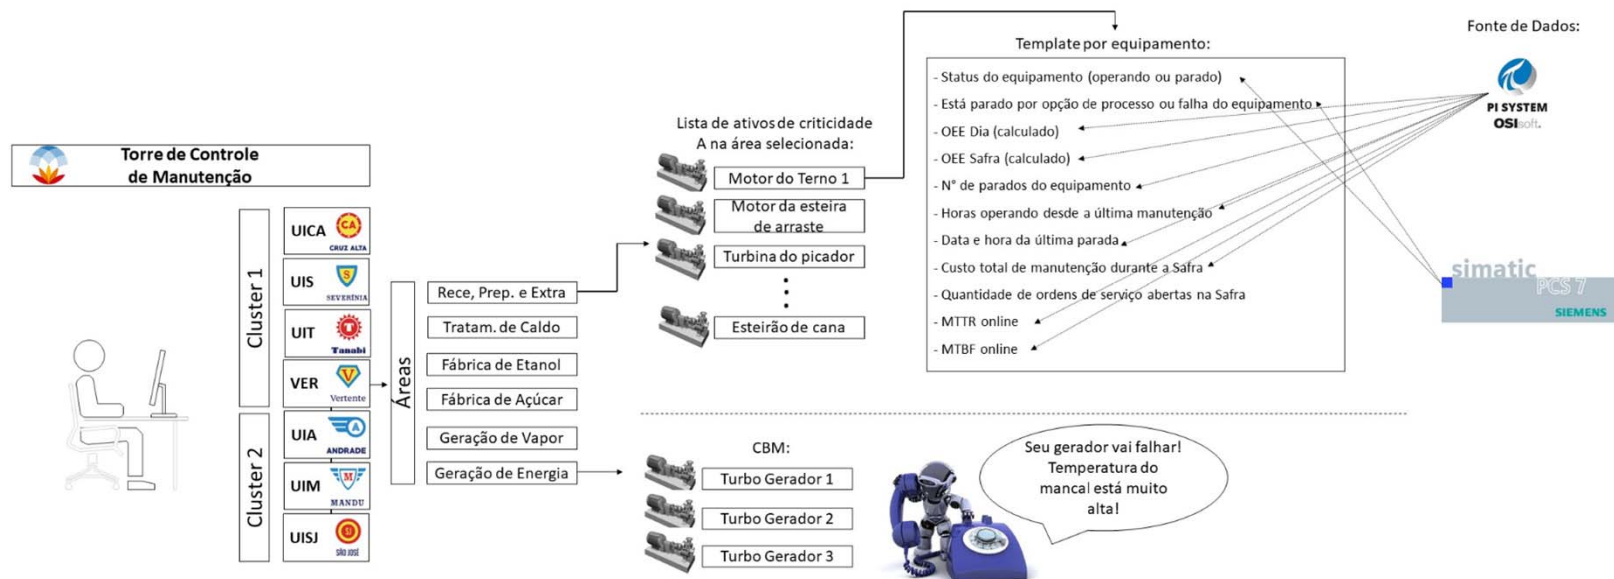 Fonte de Dados:
PI SYSTEM
OSIsoft.
Template por equipamento:
- Status do equipamento (operando ou parado)
- Está parado por opção de processo ou falha do equipamento
- OEE Dia (calculado)
- OEE Safra (calculado)
- N° de parados do equipamento
- Horas operando desde a última manutenção
- Data e hora da última parada
- Custo total de manutenção durante a Safra
- Quantidade de ordens de serviço abertas na Safra
- MTTR online
- MTBF online
simatic
PCS 7
SIEMENS
Lista de ativos de criticidade
A na área selecionada:
Motor do Terno 1
Motor da esteira
de arraste
Turbina do picador
Esteirão de cana
Torre de Controle
de Manutenção
Cluster 1
UICA
CA
CRUZ ALTA
UIS
S
SEVERÍNIA
UIT
T
Tanabi
VER
V
Vertente
Cluster 2
UIA
A
ANDRADE
UIM
M
MANDU
UISJ
SÃO JOSÉ
Áreas
Rece, Prep. e Extra
Tratam. de Caldo
Fábrica de Etanol
Fábrica de Açúcar
Geração de Vapor
Geração de Energia
CBM:
Turbo Gerador 1
Turbo Gerador 2
Turbo Gerador 3
Seu gerador vai falhar!
Temperatura do
mancal está muito
alta!